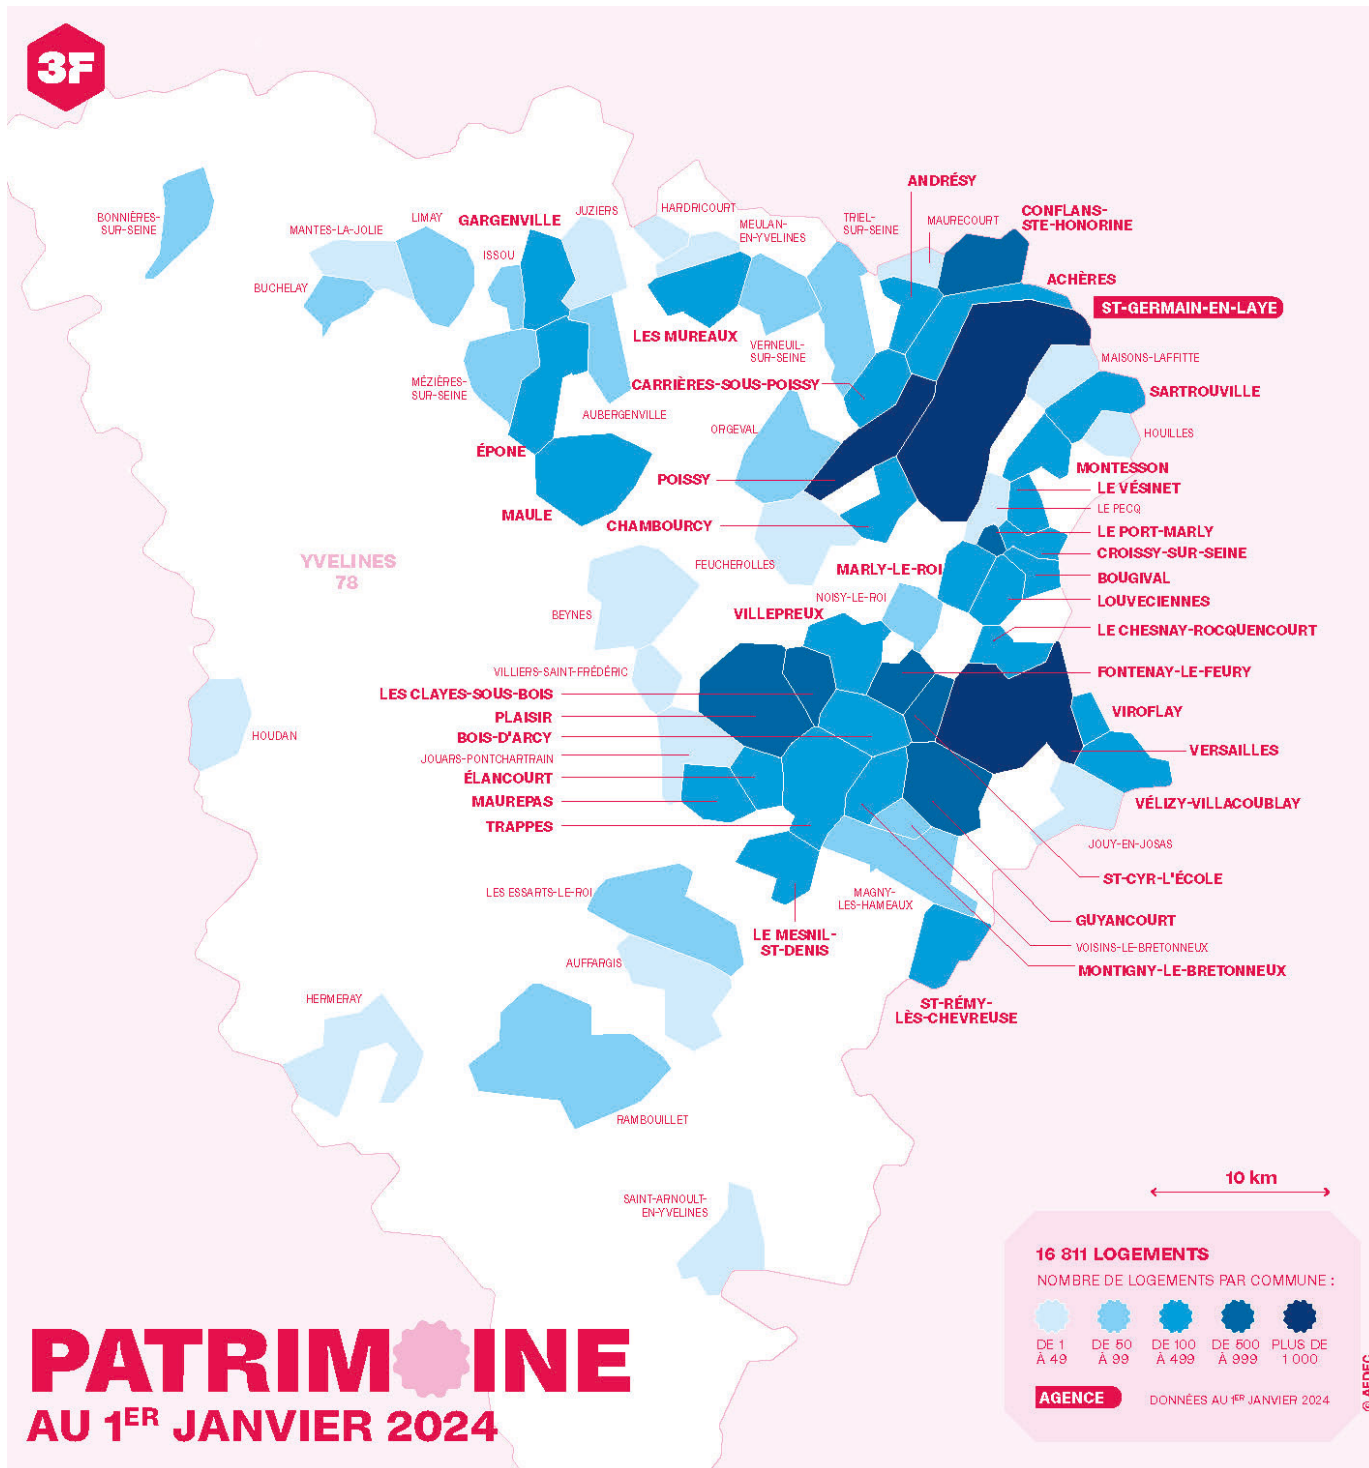 3F
ANDRÉSY
BONNIÈRES-
SUR-SEINE
MANTES-LA-JOLIE
LIMAY
GARGENVILLE
JUZIERS
HARDRICOURT
MEULAN-
EN-YVELINES
TRIEL-
SUR-SEINE
MAURECOURT
CONFLANS-
STE-HONORINE
ISSOU
BUCHELAY
ACHÈRES
ST-GERMAIN-EN-LAYE
LES MUREAUX
VERNEUIL-
SUR-SEINE
MAISONS-LAFFITTE
MÉZIÈRES-
SUR-SEINE
CARRIÈRES-SOUS-POISSY
SARTROUVILLE
AUBERGENVILLE
ORGEVAL
HOUILLES
ÉPONE
MONTESSON
POISSY
LE VÉSINET
LE PECQ
MAULE
CHAMBOURCY
LE PORT-MARLY
CROISSY-SUR-SEINE
YVELINES
78
FEUCHEROLLES
MARLY-LE-ROI
BOUGIVAL
NOISY-LE-ROI
LOUVECIENNES
BEYNES
VILLEPREUX
LE CHESNAY-ROCQUENCOURT
VILLIERS-SAINT-FRÉDÉRIC
FONTENAY-LE-FEURY
LES CLAYES-SOUS-BOIS
PLAISIR
VIROFLAY
HOUDAN
BOIS-D'ARCY
VERSAILLES
JOUARS-PONTCHARTRAIN
ÉLANCOURT
MAUREPAS
VÉLIZY-VILLACOUBLAY
TRAPPES
JOUY-EN-JOSAS
LES ESSARTS-LE-ROI
MAGNY-
LES-HAMEAUX
ST-CYR-L'ÉCOLE
LE MESNIL-
ST-DENIS
GUYANCOURT
VOISINS-LE-BRETONNEUX
AUFFARGIS
MONTIGNY-LE-BRETONNEUX
HERMERAY
ST-RÉMY-
LÈS-CHEVREUSE
RAMBOUILLET
SAINT-ARNOULT-
EN-YVELINES
10 km
16 811 LOGEMENTS
NOMBRE DE LOGEMENTS PAR COMMUNE :
DE 1
À 49
DE 50
À 99
DE 100
À 499
DE 500
À 999
PLUS DE
1 000
AGENCE
DONNÉES AU 1ER JANVIER 2024
PATRIMOINE
AU 1ER JANVIER 2024